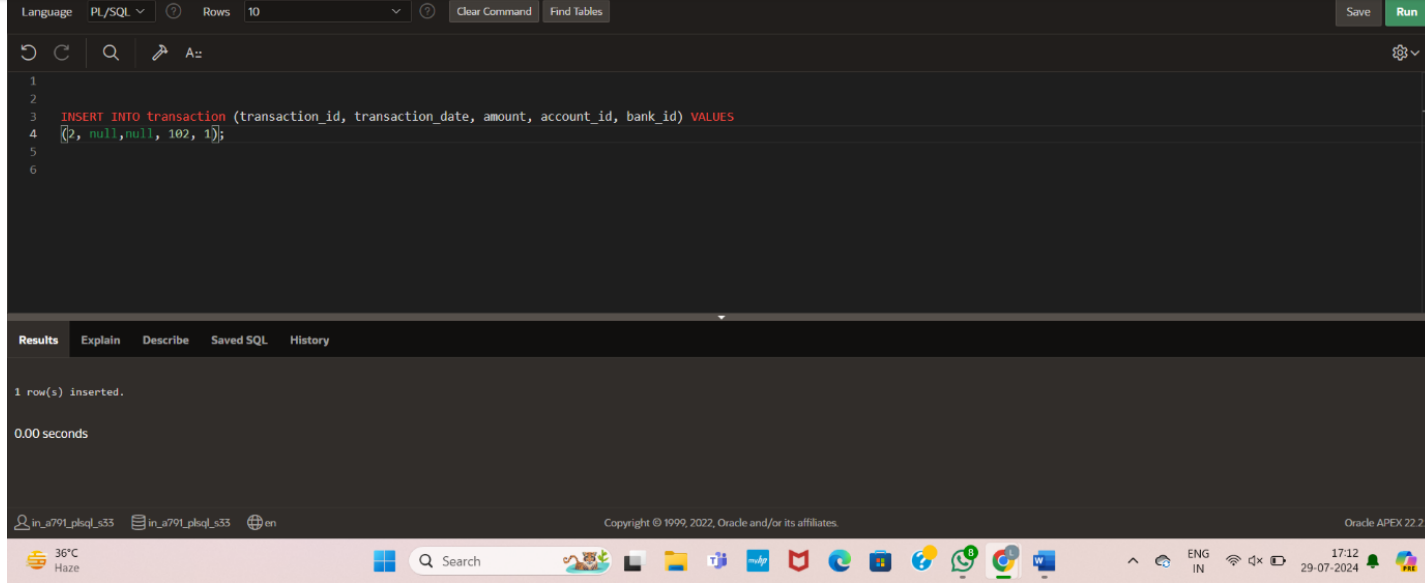 Language PL/SQL ? Rows 10 ? Clear Command Find Tables Save Run
A::
1
2
3 INSERT INTO transaction (transaction_id, transaction_date, amount, account_id, bank_id) VALUES
4 (2, null,null, 102, 1);
5
6
Results Explain Describe Saved SQL History
1 row(s) inserted.
0.00 seconds
in_a791_plsql_s33 in_a791_plsql_s33 en Copyright © 1999, 2022, Oracle and/or its affiliates. Oracle APEX 22.2
36°C
Haze
Search
myhp
8
L
W
ENG
IN
17:12
29-07-2024
PRE